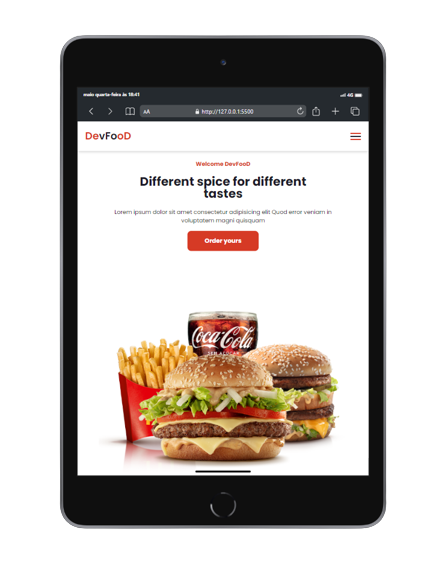 maio quarta-feira às 18:41
4G
AA
http://127.0.0.1:5500
DevFooD
Welcome DevFooD
Different spice for different
tastes
Lorem ipsum dolor sit amet consectetur adipisicing elit Quod error veniam in
voluptatem magni quisquam
Order yours
Coca-Cola
SEM AÇÚCAR